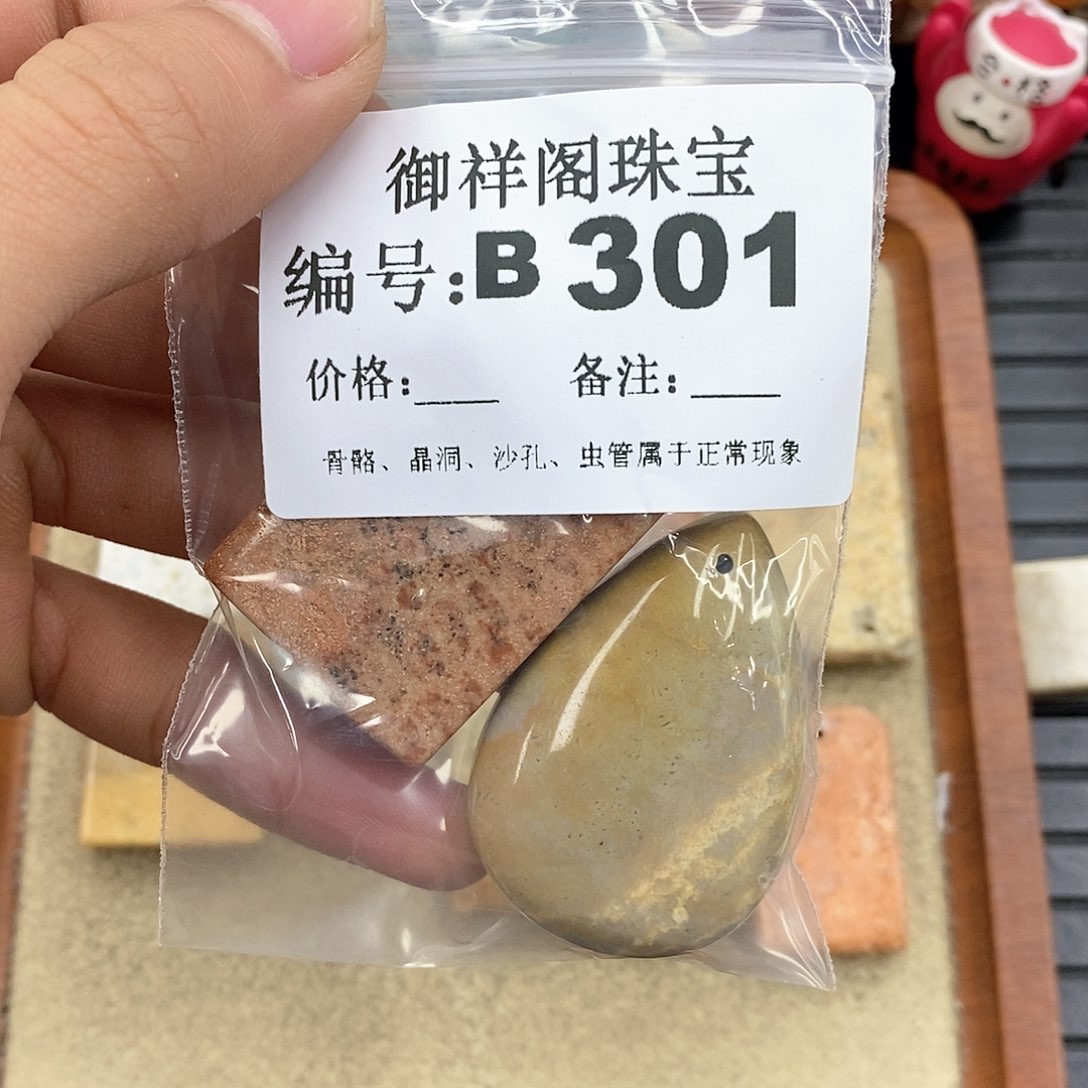 御祥阁珠宝
编号:B 301
价格:____ 备注:____
骨骼、晶洞、沙孔、虫管属于正常现象